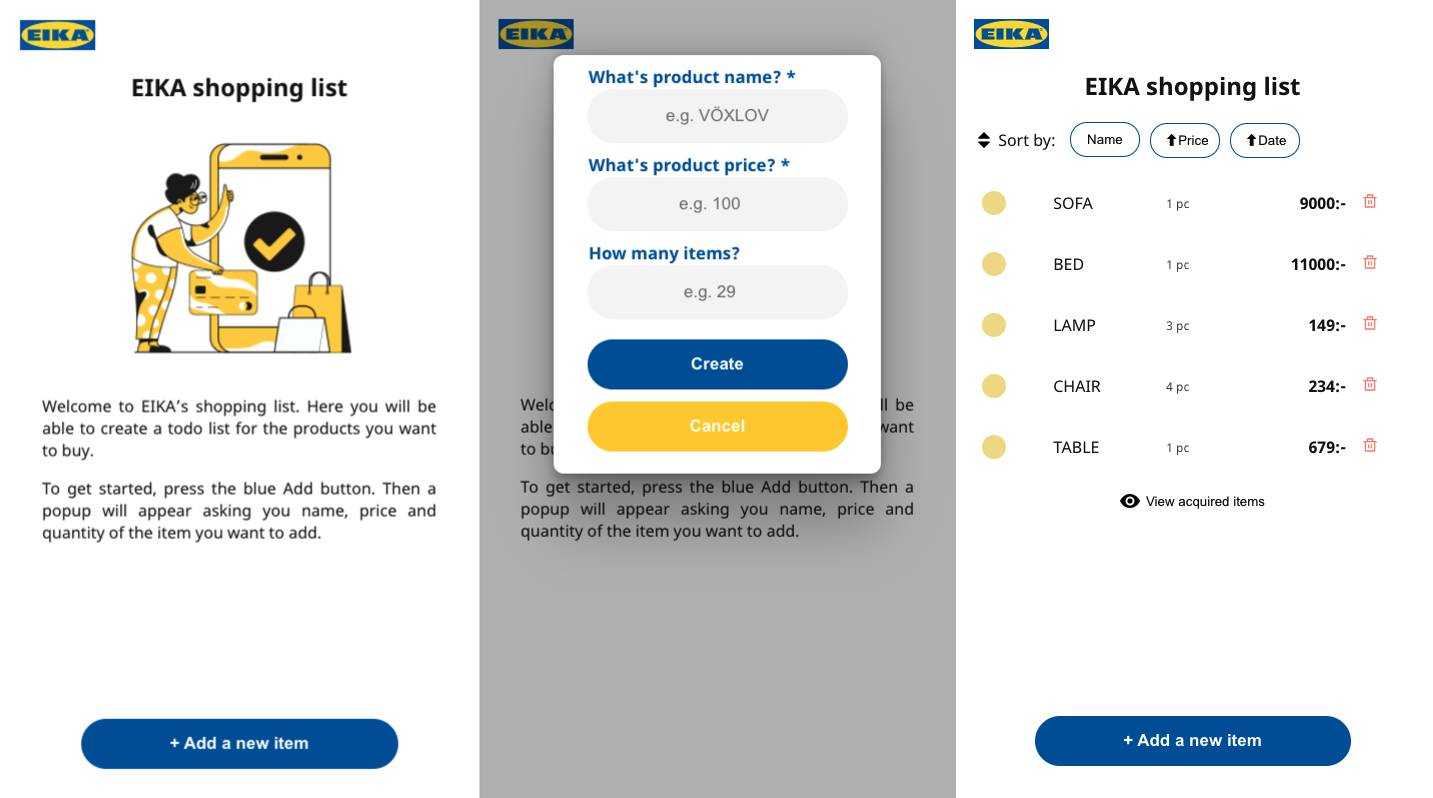 EIKA
EIKA shopping list
Welcome to EIKA's shopping list. Here you will be
able to create a todo list for the products you want
to buy.
To get started, press the blue Add button. Then a
popup will appear asking you name, price and
quantity of the item you want to add.
+ Add a new item
EIKA
What's product name? *
e.g. VÖXLOV
What's product price? *
e.g. 100
How many items?
e.g. 29
Create
Cancel
Welc ll be
able want
to bu
To get started, press the blue Add button. Then a
popup will appear asking you name, price and
quantity of the item you want to add.
EIKA
EIKA shopping list
Sort by: Name Price Date
SOFA 1 pc 9000:-
BED 1 pc 11000:-
LAMP 3 pc 149:-
CHAIR 4 pc 234:-
TABLE 1 pc 679:-
View acquired items
+ Add a new item